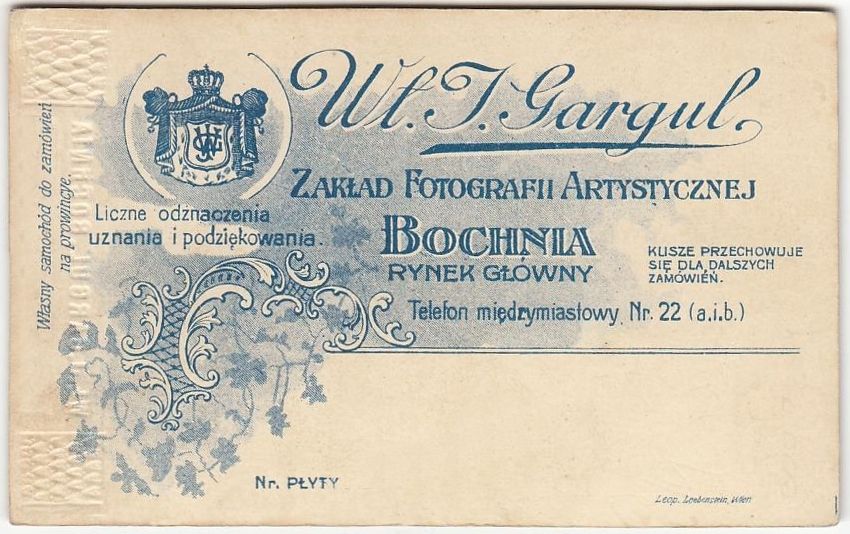 Wł. J. Gargul.
ZAKŁAD FOTOGRAFII ARTYSTYCZNEJ
BOCHNIA
RYNEK GŁÓWNY
Telefon międzymiastowy. Nr. 22 (a.i.b.)
Liczne odznaczenia
uznania i podziękowania.
KLISZE PRZECHOWUJE
SIĘ DLA DALSZYCH
ZAMÓWIEŃ.
Własny samochód do zamówień
na prowincye.
Nr. PŁYTY
Leop. Loebenstein, Wien